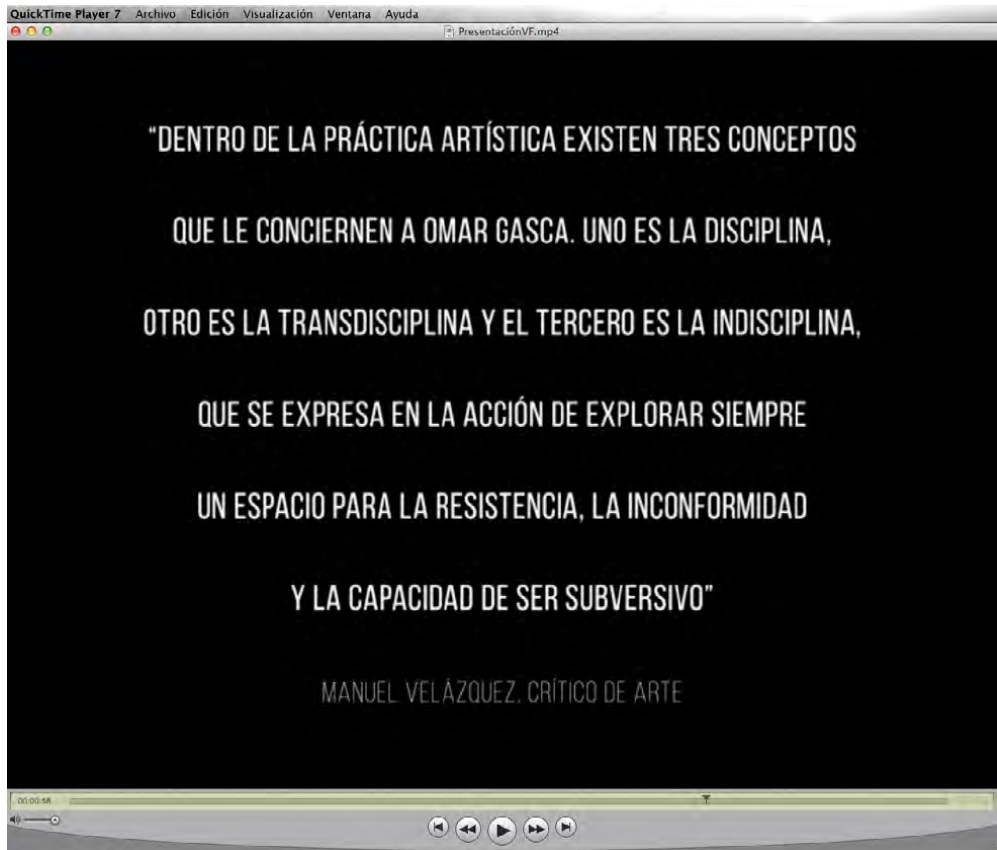 QuickTime Player 7 Archivo Edición Visualización Ventana Ayuda
PresentaciónVF.mp4
“DENTRO DE LA PRÁCTICA ARTÍSTICA EXISTEN TRES CONCEPTOS
QUE LE CONCIERNEN A OMAR GASCA. UNO ES LA DISCIPLINA,
OTRO ES LA TRANSDISCIPLINA Y EL TERCERO ES LA INDISCIPLINA,
QUE SE EXPRESA EN LA ACCIÓN DE EXPLORAR SIEMPRE
UN ESPACIO PARA LA RESISTENCIA, LA INCONFORMIDAD
Y LA CAPACIDAD DE SER SUBVERSIVO”
MANUEL VELÁZQUEZ, CRÍTICO DE ARTE
00:00:58